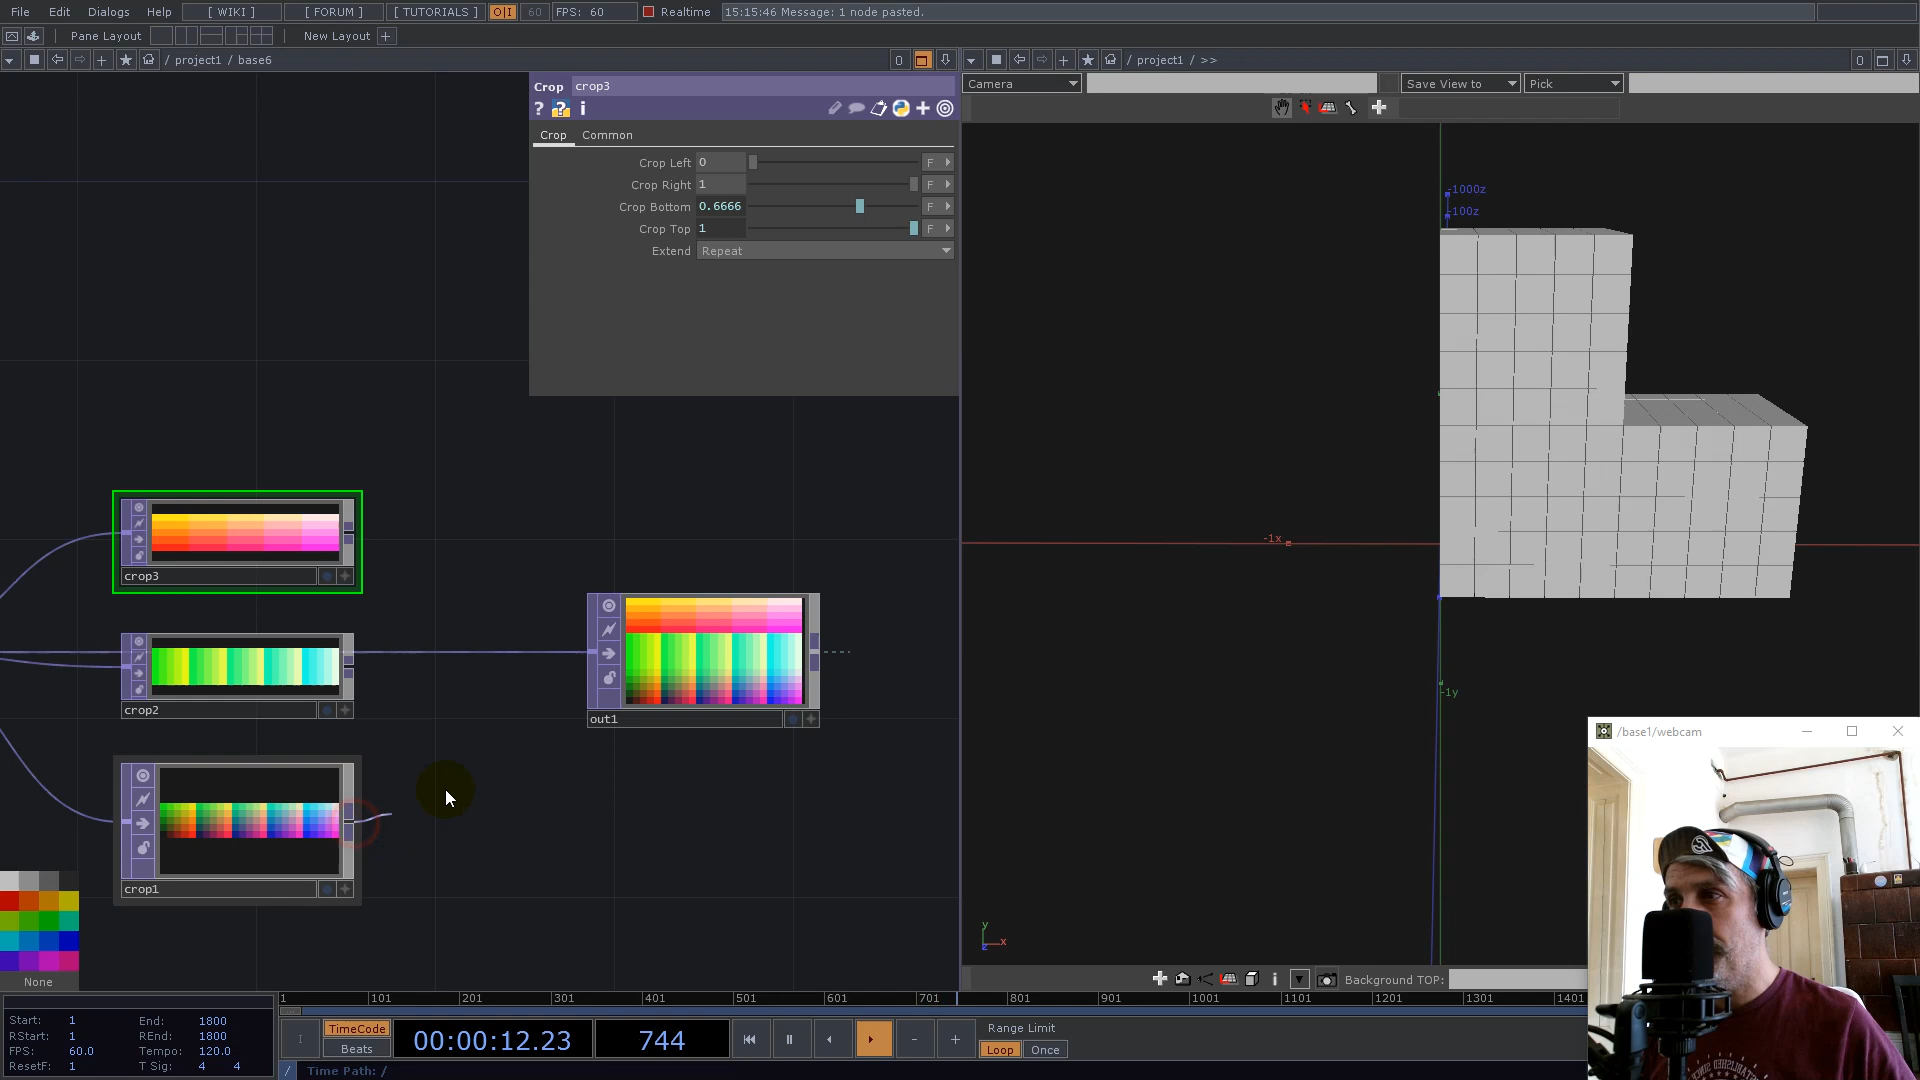 File Edit Dialogs Help [ WIKI ] [ FORUM ] [ TUTORIALS ] O|I 60 FPS: 60 Realtime 15:15:46 Message: 1 node pasted.
Pane Layout New Layout +
/ project1 / base6 0
/ project1 / >> 0
Crop crop3
Camera Save View to Pick
? ? i
Crop Common
Crop Left 0 F
Crop Right 1 F
Crop Bottom 0.6666 F
Crop Top 1 F
Extend Repeat
-1000z
-100z
-1x
-1y
crop3
crop2
out1
crop1
/base1/webcam
y
x
z
None
Background TOP:
1 101 201 301 401 501 601 701 801 901 1001 1101 1201 1301 1401
Start: 1 End: 1800
RStart: 1 REnd: 1800
FPS: 60.0 Tempo: 120.0
ResetF: 1 T Sig: 4 4
TimeCode
Beats
00:00:12.23
744
Range Limit
Loop Once
/ Time Path: /